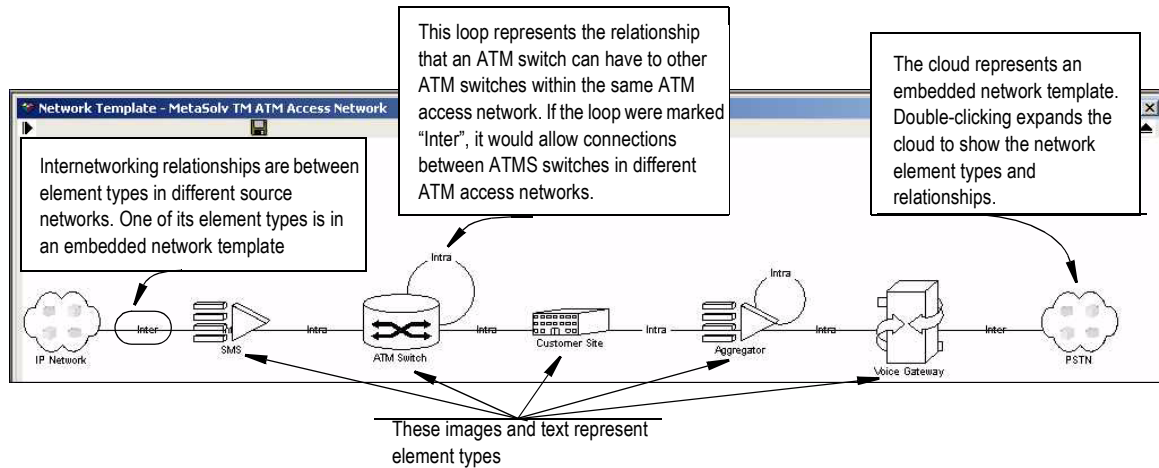 This loop represents the relationship
that an ATM switch can have to other
ATM switches within the same ATM
access network. If the loop were marked
“Inter”, it would allow connections
between ATMS switches in different
ATM access networks.
The cloud represents an
embedded network template.
Double-clicking expands the
cloud to show the network
element types and
relationships.
Network Template - MetaSolv TM ATM Access Network
Internetworking relationships are between
element types in different source
networks. One of its element types is in
an embedded network template
Intra
Intra
Inter
Intra
Intra
Intra
Intra
Inter
IP Network
SMS
ATM Switch
Customer Site
Aggregator
Voice Gateway
PSTN
These images and text represent
element types